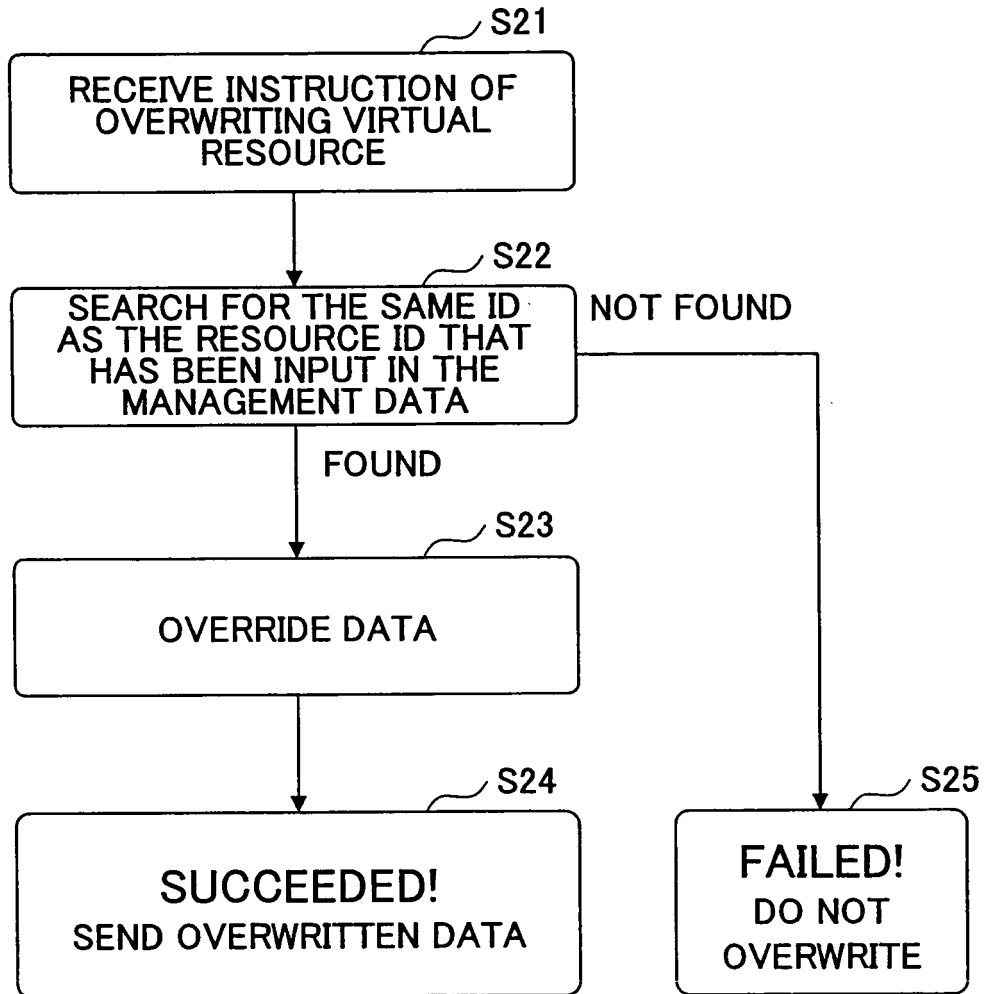 S21
RECEIVE INSTRUCTION OF
OVERWRITING VIRTUAL
RESOURCE
S22
SEARCH FOR THE SAME ID
AS THE RESOURCE ID THAT
HAS BEEN INPUT IN THE
MANAGEMENT DATA
NOT FOUND
FOUND
S23
OVERRIDE DATA
S24
SUCCEEDED!
SEND OVERWRITTEN DATA
S25
FAILED!
DO NOT
OVERWRITE